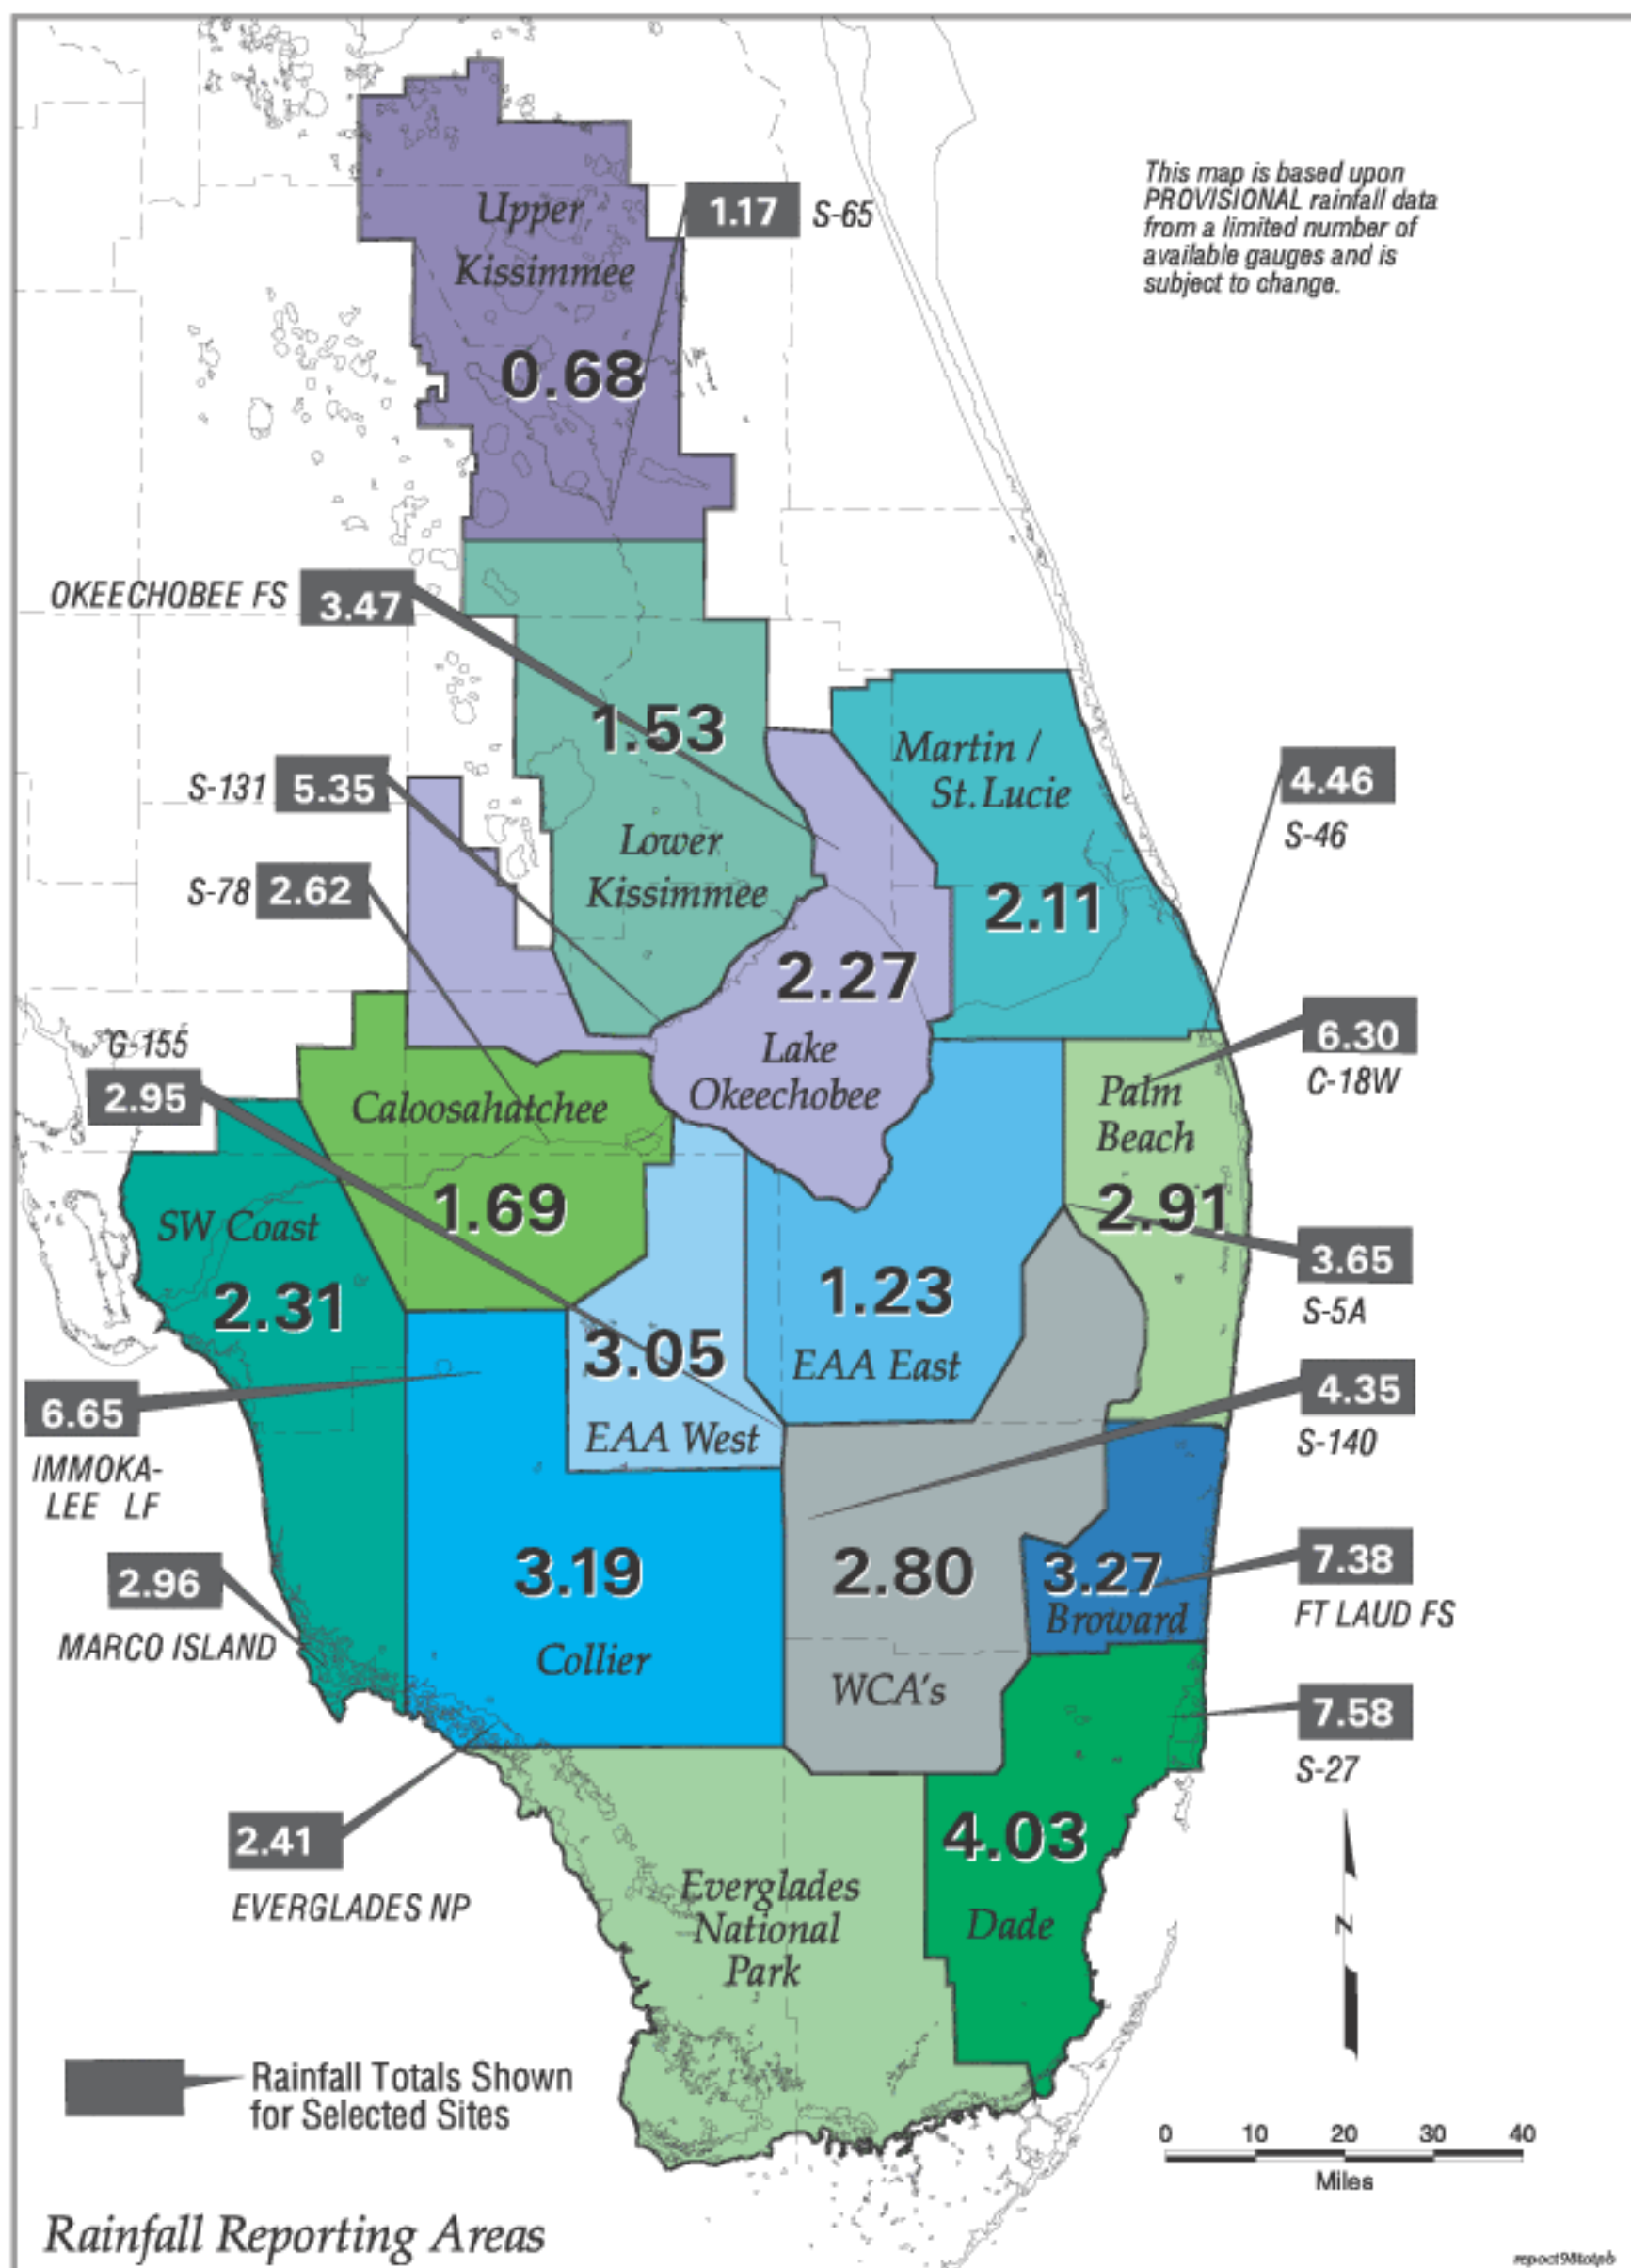 This map is based upon
PROVISIONAL rainfall data
from a limited number of
available gauges and is
subject to change.
Upper
Kissimmee
0.68
1.17 S-65
OKEECHOBEE FS 3.47
1.53
Lower
Kissimmee
Martin /
St. Lucie
2.11
S-131 5.35
4.46
S-46
S-78 2.62
2.27
Lake
Okeechobee
6.30
C-18W
G-155
2.95
Caloosahatchee
1.69
Palm
Beach
2.91
SW Coast
2.31
3.65
S-5A
1.23
EAA East
3.05
EAA West
4.35
S-140
6.65
IMMOKA-
LEE LF
3.19
Collier
2.80
WCA's
3.27
Broward
7.38
FT LAUD FS
2.96
MARCO ISLAND
7.58
S-27
2.41
EVERGLADES NP
4.03
Dade
Everglades
National
Park
N
Rainfall Totals Shown
for Selected Sites
0 10 20 30 40
Miles
Rainfall Reporting Areas